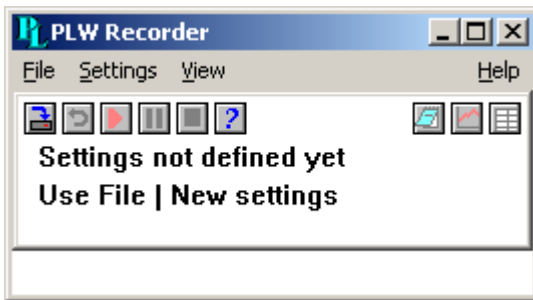 PLW Recorder
File Settings View Help
Settings not defined yet
Use File | New settings